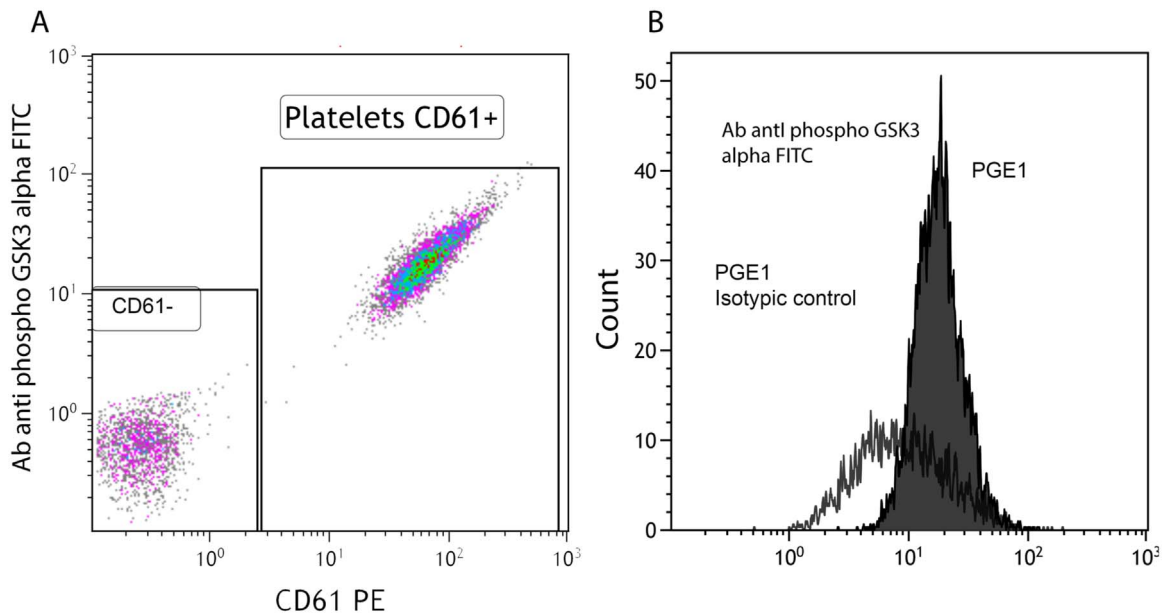 A
Ab anti phospho GSK3 alpha FITC
10³
10²
10¹
10⁰
Platelets CD61+
CD61-
10⁰
10¹
10²
10³
CD61 PE
B
Count
50
40
30
20
10
0
Ab antI phospho GSK3
alpha FITC
PGE1
PGE1
Isotypic control
10⁰
10¹
10²
10³